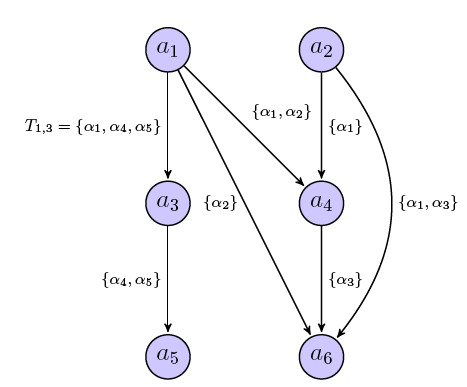 a₁ a₂
{α₁, α₂}
T₁,₃ = {α₁, α₄, α₅} {α₁}
a₃ {α₂} a₄ {α₁, α₃}
{α₄, α₅} {α₃}
a₅ a₆